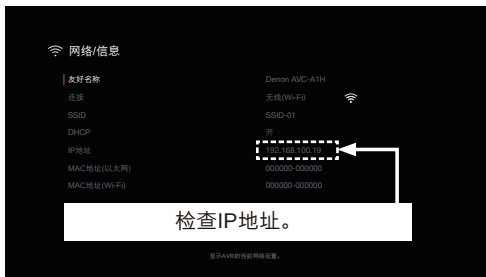 网络/信息
友好名称 Denon AVC-A1H
连接 无线(Wi-Fi)
SSID SSID-01
DHCP 开
IP地址 192.168.100.19
MAC地址(以太网) 000000-000000
MAC地址(Wi-Fi) 000000-000000
检查IP地址。
显示AVR的当前网络设置。